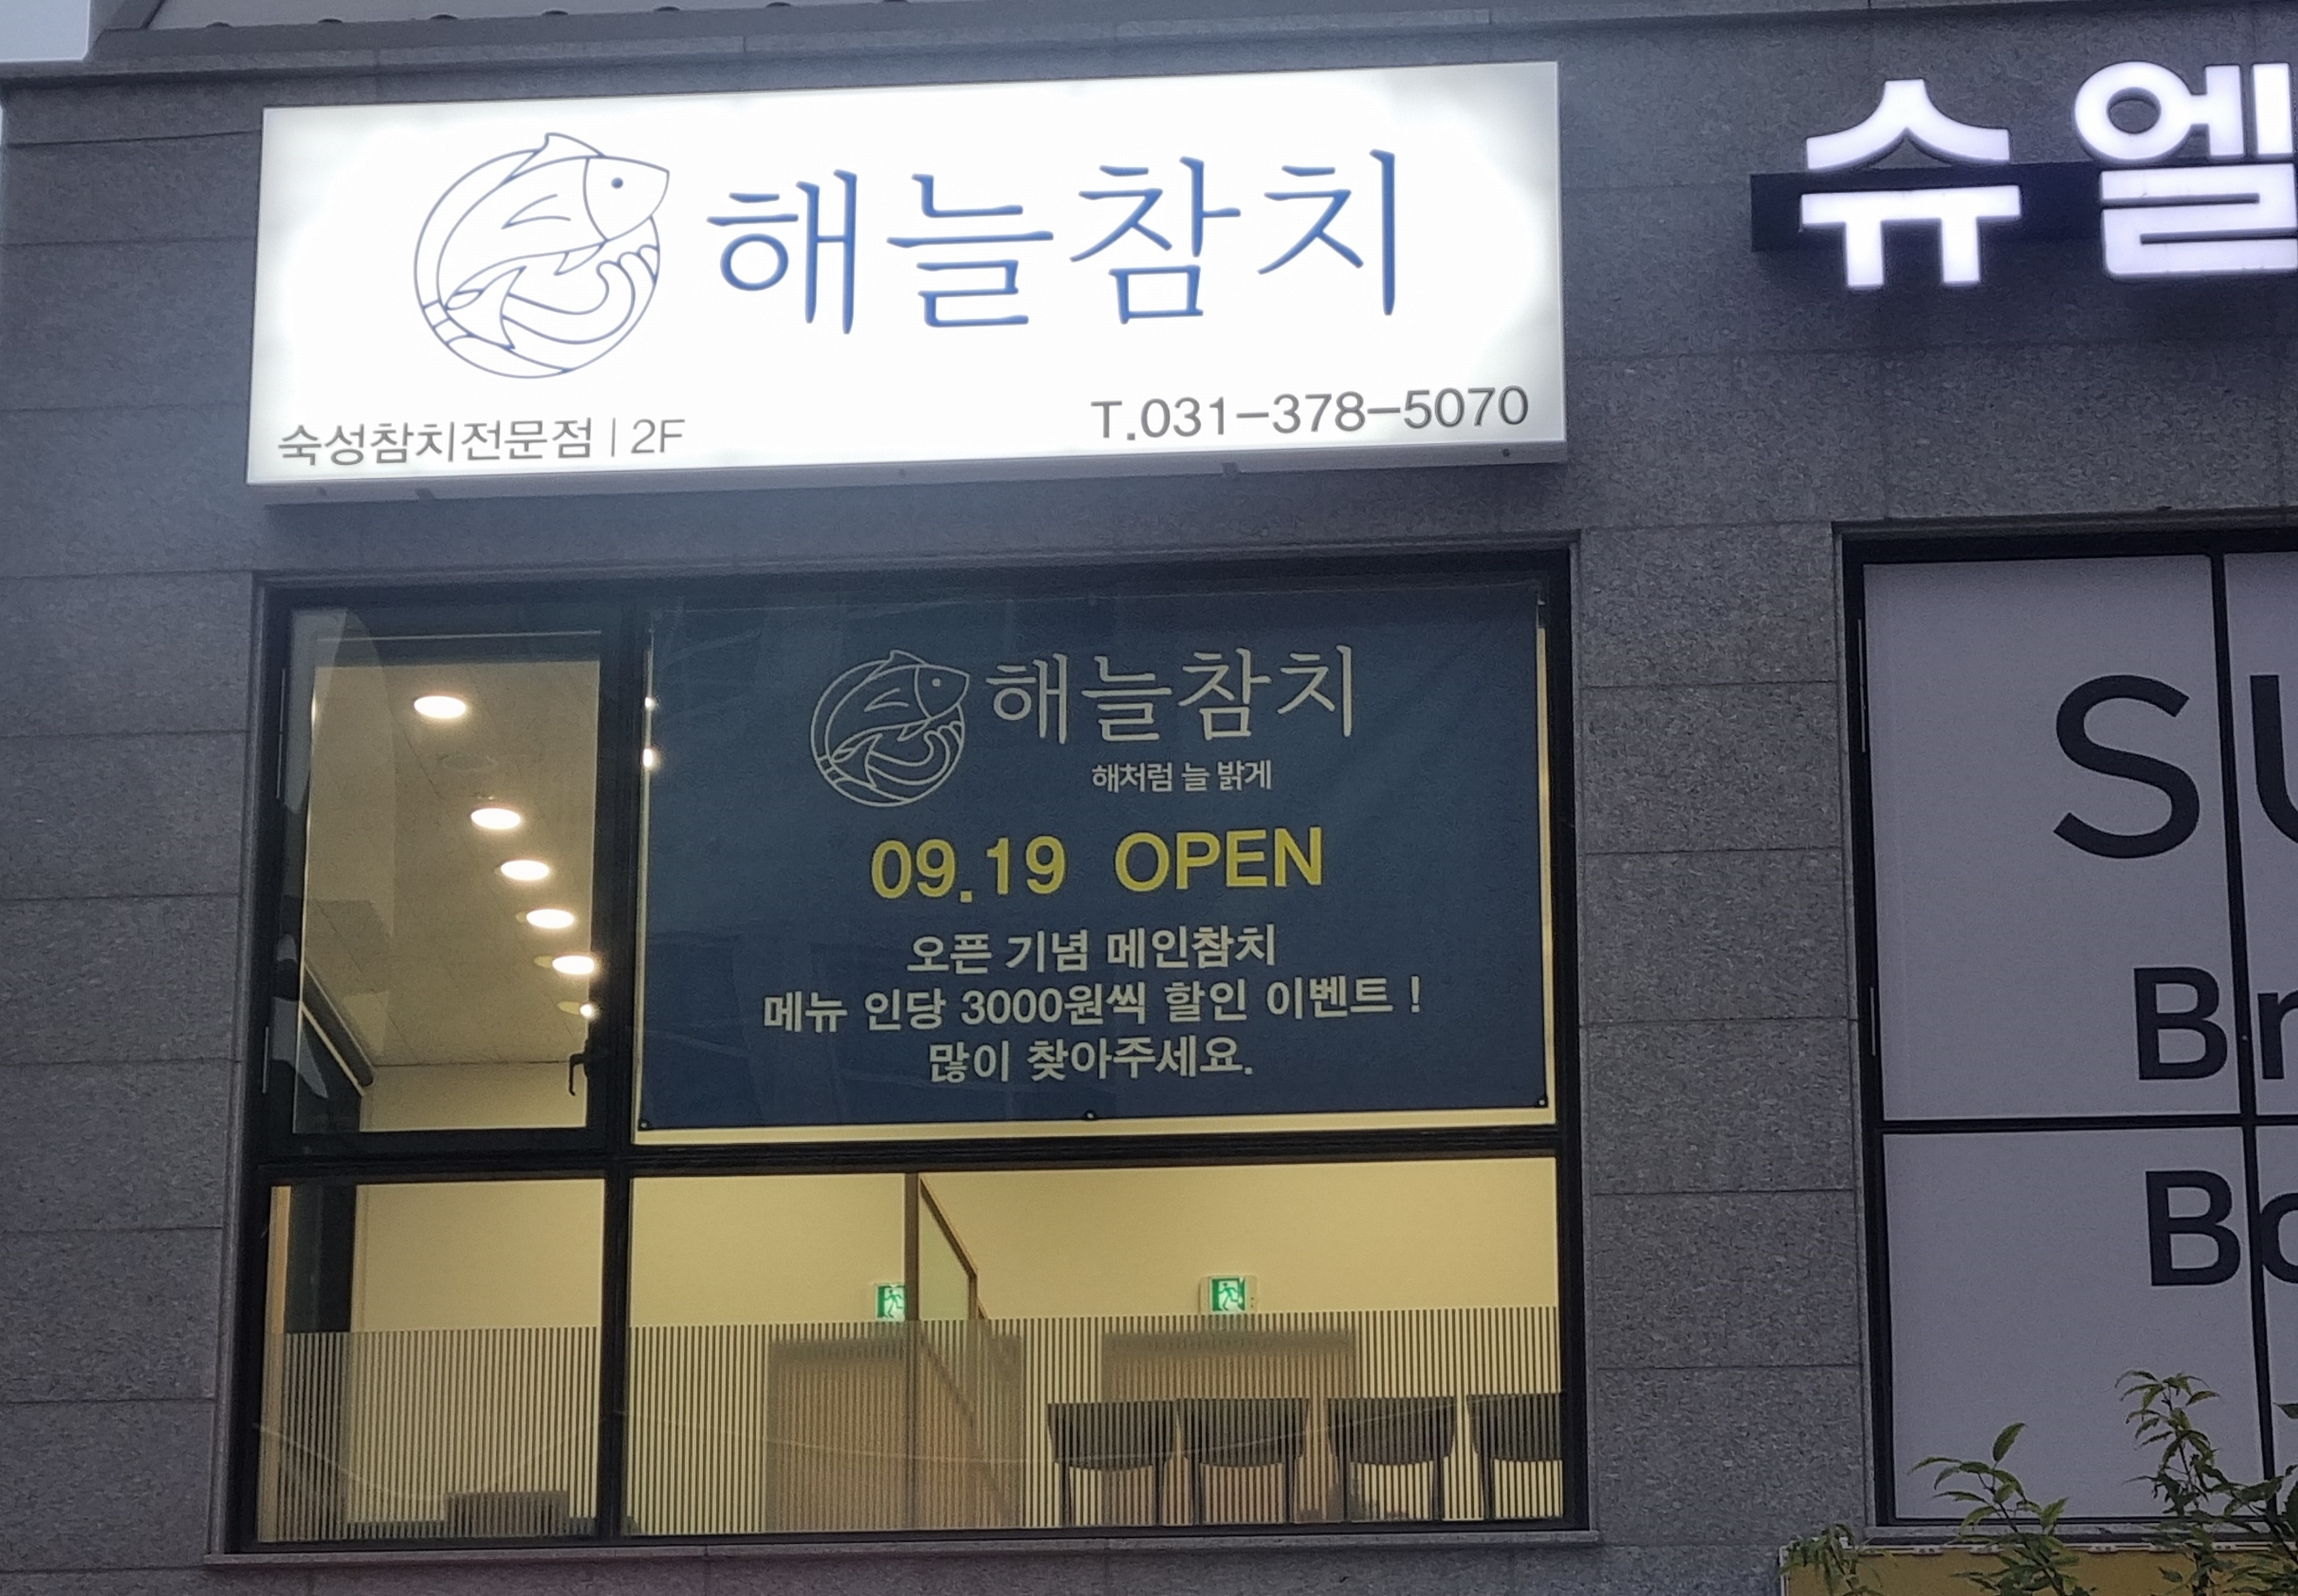 해늘참치
숙성참치전문점 | 2F
T.031-378-5070
해늘참치
해처럼 늘 밝게
09.19 OPEN
오픈 기념 메인참치
메뉴 인당 3000원씩 할인 이벤트 !
많이 찾아주세요.
슈엘